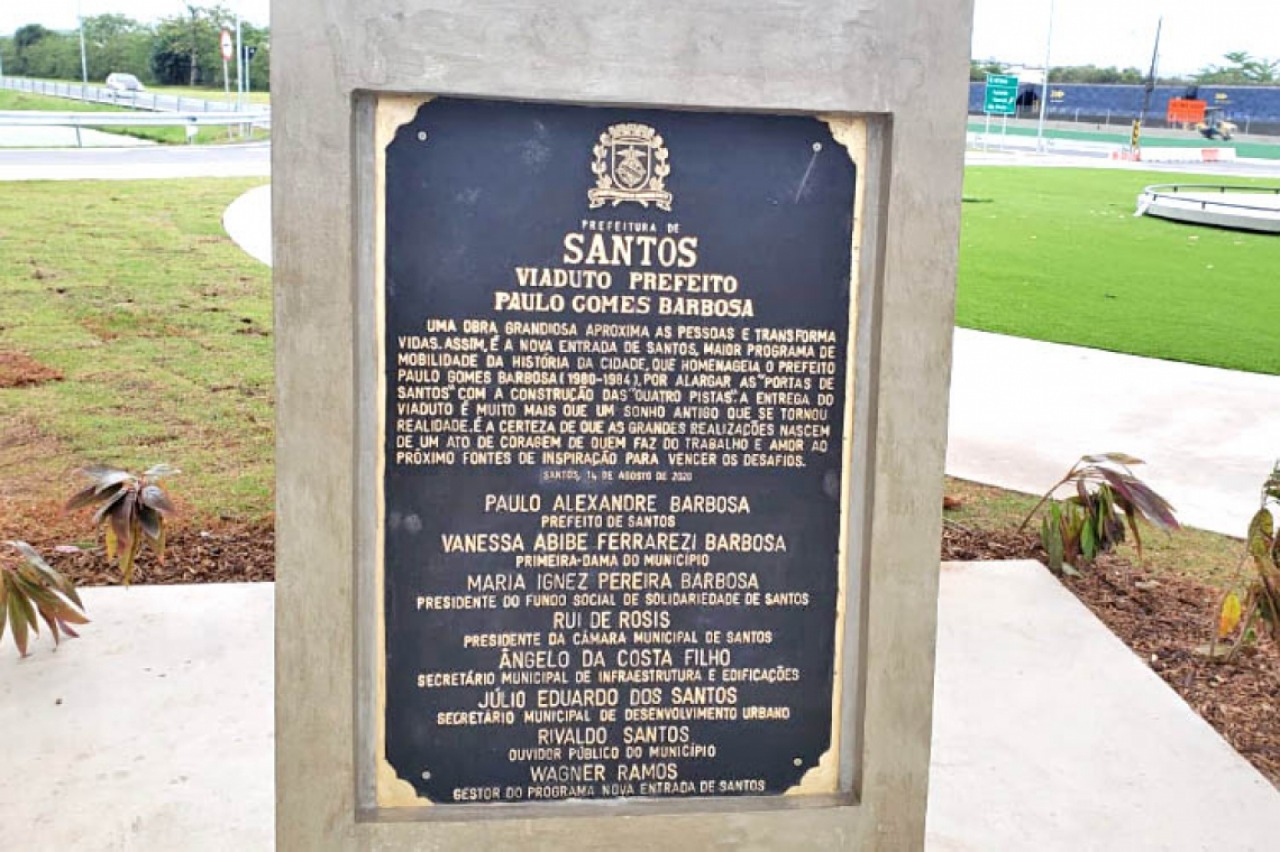 PREFEITURA DE
SANTOS
VIADUTO PREFEITO
PAULO GOMES BARBOSA
UMA OBRA GRANDIOSA APROXIMA AS PESSOAS E TRANSFORMA
VIDAS. ASSIM, É A NOVA ENTRADA DE SANTOS, MAIOR PROGRAMA DE
MOBILIDADE DA HISTÓRIA DA CIDADE, QUE HOMENAGEIA O PREFEITO
PAULO GOMES BARBOSA (1980-1984), POR ALARGAR AS "PORTAS DE
SANTOS" COM A CONSTRUÇÃO DAS "QUATRO PISTAS". A ENTREGA DO
VIADUTO É MUITO MAIS QUE UM SONHO ANTIGO QUE SE TORNOU
REALIDADE. É A CERTEZA DE QUE AS GRANDES REALIZAÇÕES NASCEM
DE UM ATO DE CORAGEM DE QUEM FAZ DO TRABALHO E AMOR AO
PRÓXIMO FONTES DE INSPIRAÇÃO PARA VENCER OS DESAFIOS.
SANTOS, 14 DE AGOSTO DE 2020
PAULO ALEXANDRE BARBOSA
PREFEITO DE SANTOS
VANESSA ABIBE FERRAREZI BARBOSA
PRIMEIRA-DAMA DO MUNICÍPIO
MARIA IGNEZ PEREIRA BARBOSA
PRESIDENTE DO FUNDO SOCIAL DE SOLIDARIEDADE DE SANTOS
RUI DE ROSIS
PRESIDENTE DA CÂMARA MUNICIPAL DE SANTOS
ÂNGELO DA COSTA FILHO
SECRETÁRIO MUNICIPAL DE INFRAESTRUTURA E EDIFICAÇÕES
JÚLIO EDUARDO DOS SANTOS
SECRETÁRIO MUNICIPAL DE DESENVOLVIMENTO URBANO
RIVALDO SANTOS
OUVIDOR PÚBLICO DO MUNICÍPIO
WAGNER RAMOS
GESTOR DO PROGRAMA NOVA ENTRADA DE SANTOS